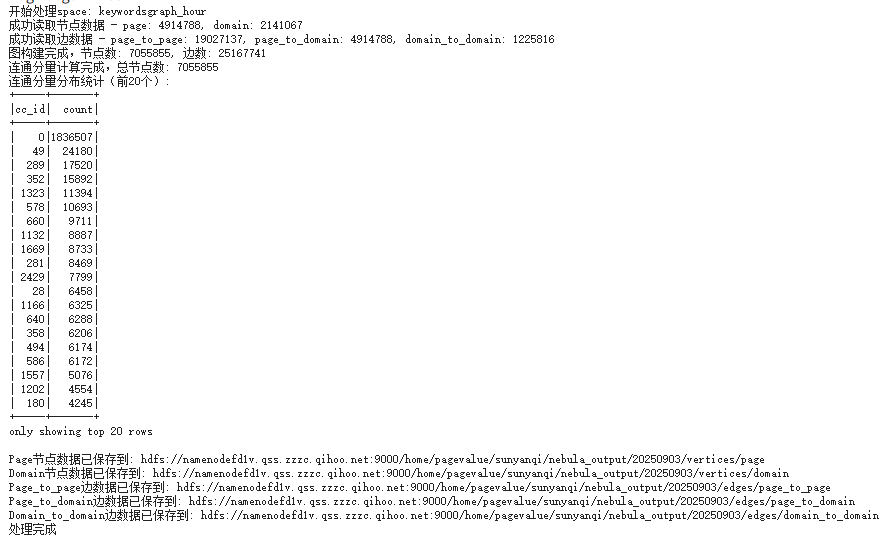 开始处理space: keywordsgraph_hour
成功读取节点数据 - page: 4914788, domain: 2141067
成功读取边数据 - page_to_page: 19027137, page_to_domain: 4914788, domain_to_domain: 1225816
图构建完成，节点数: 7055855, 边数: 25167741
连通分量计算完成，总节点数: 7055855
连通分量分布统计（前20个）:
+-----+-------+
|cc_id|  count|
+-----+-------+
|    0|1836507|
|   49|  24180|
|  289|  17520|
|  352|  15892|
| 1323|  11394|
|  578|  10693|
|  660|   9711|
| 1132|   8887|
| 1669|   8733|
|  281|   8469|
| 2429|   7799|
|   28|   6458|
| 1166|   6325|
|  640|   6288|
|  358|   6206|
|  494|   6174|
|  586|   6172|
| 1557|   5076|
| 1202|   4554|
|  180|   4245|
+-----+-------+
only showing top 20 rows
Page节点数据已保存到: hdfs://namenodefd1v.qss.zzzc.qihoo.net:9000/home/pagevalue/sunyanqi/nebula_output/20250903/vertices/page
Domain节点数据已保存到: hdfs://namenodefd1v.qss.zzzc.qihoo.net:9000/home/pagevalue/sunyanqi/nebula_output/20250903/vertices/domain
Page_to_page边数据已保存到: hdfs://namenodefd1v.qss.zzzc.qihoo.net:9000/home/pagevalue/sunyanqi/nebula_output/20250903/edges/page_to_page
Page_to_domain边数据已保存到: hdfs://namenodefd1v.qss.zzzc.qihoo.net:9000/home/pagevalue/sunyanqi/nebula_output/20250903/edges/page_to_domain
Domain_to_domain边数据已保存到: hdfs://namenodefd1v.qss.zzzc.qihoo.net:9000/home/pagevalue/sunyanqi/nebula_output/20250903/edges/domain_to_domain
处理完成